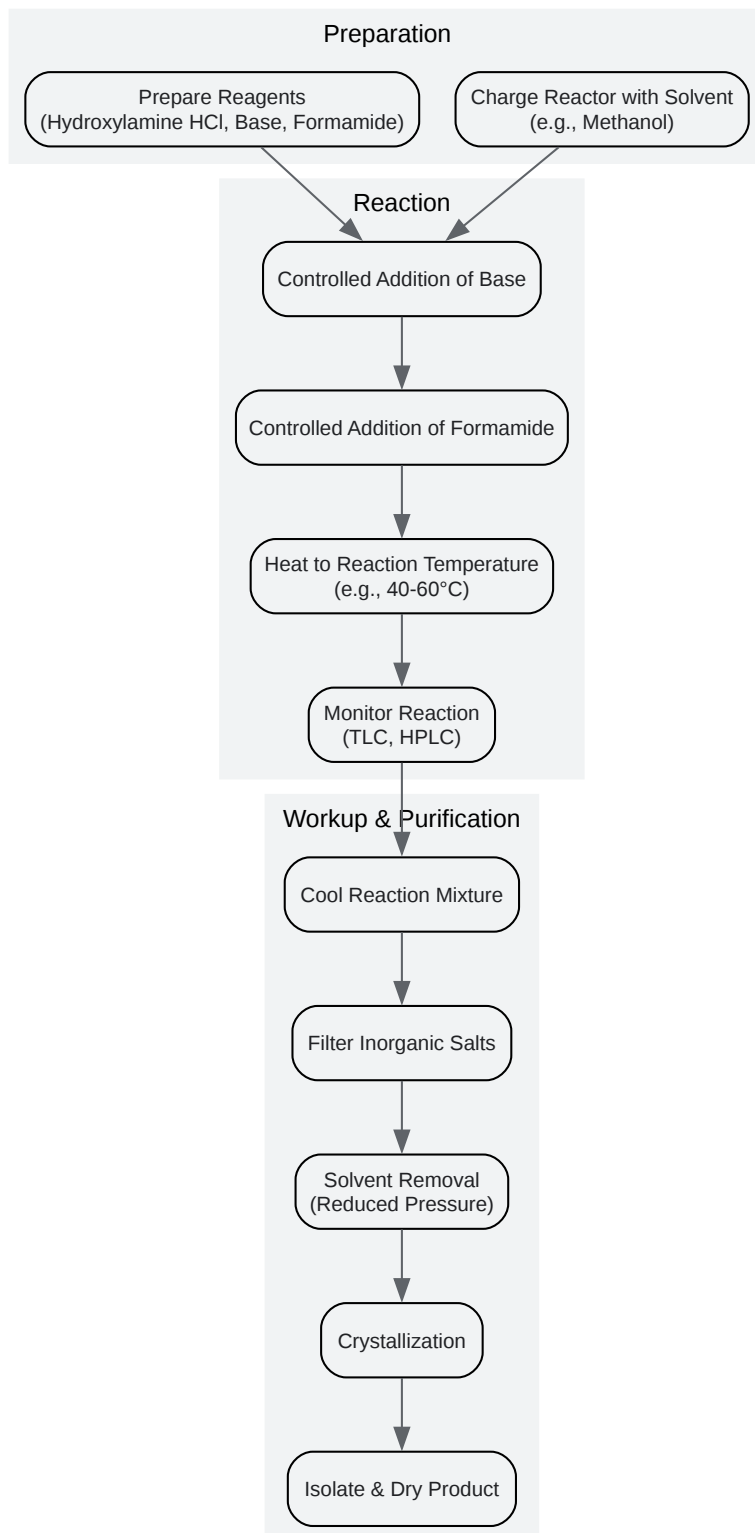 Preparation
Prepare Reagents
(Hydroxylamine HCl, Base, Formamide)
Charge Reactor with Solvent
(e.g., Methanol)
Reaction
Controlled Addition of Base
Controlled Addition of Formamide
Heat to Reaction Temperature
(e.g., 40-60°C)
Monitor Reaction
(TLC, HPLC)
Workup & Purification
Cool Reaction Mixture
Filter Inorganic Salts
Solvent Removal
(Reduced Pressure)
Crystallization
Isolate & Dry Product